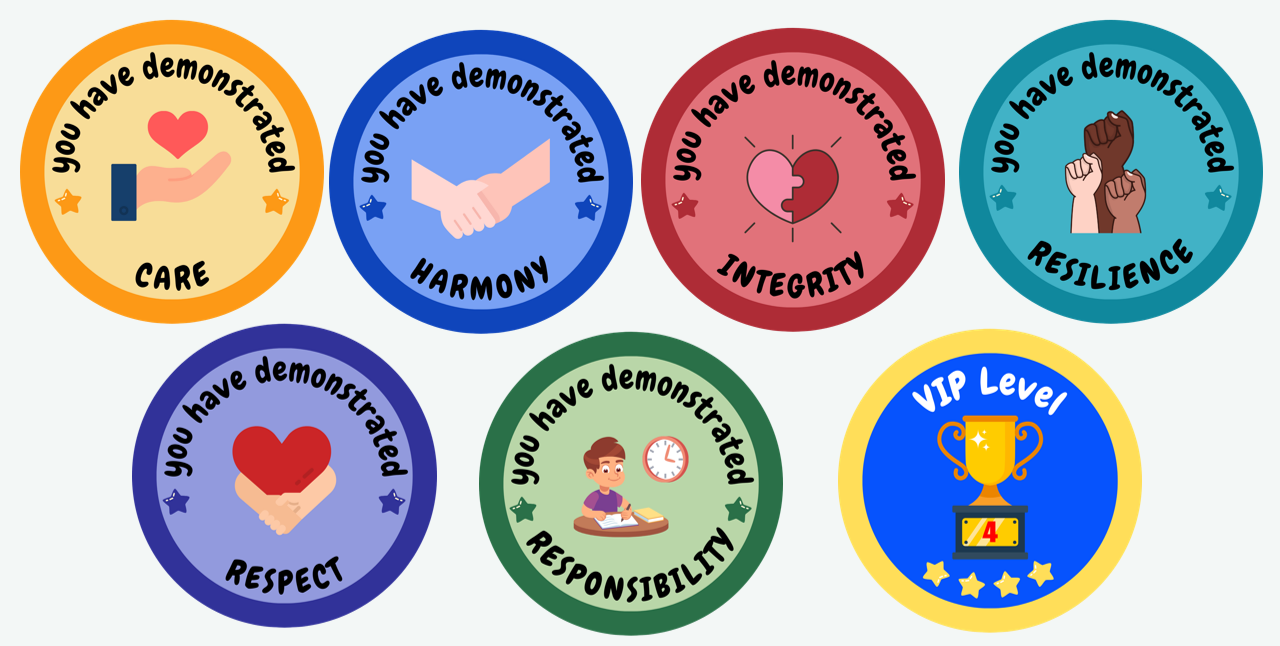 you have demonstrated
CARE
you have demonstrated
HARMONY
you have demonstrated
INTEGRITY
you have demonstrated
RESILIENCE
you have demonstrated
RESPECT
you have demonstrated
RESPONSIBILITY
VIP Level
4